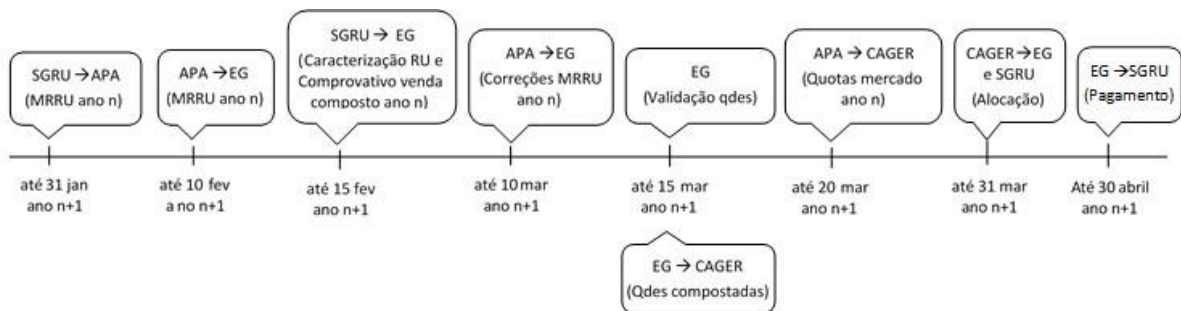 SGRU → APA
(MRRU ano n)
APA → EG
(MRRU ano n)
SGRU → EG
(Caracterização RU e
Comprovativo venda
composto ano n)
APA → EG
(Correções MRRU
ano n)
EG
(Validação qdes)
APA → CAGER
(Quotas mercado
ano n)
CAGER → EG
e SGRU
(Alocação)
EG → SGRU
(Pagamento)
até 31 jan
ano n+1
até 10 fev
a no n+1
até 15 fev
ano n+1
até 10 mar
ano n+1
até 15 mar
ano n+1
até 20 mar
ano n+1
até 31 mar
ano n+1
Até 30 abril
ano n+1
EG → CAGER
(Qdes compostadas)